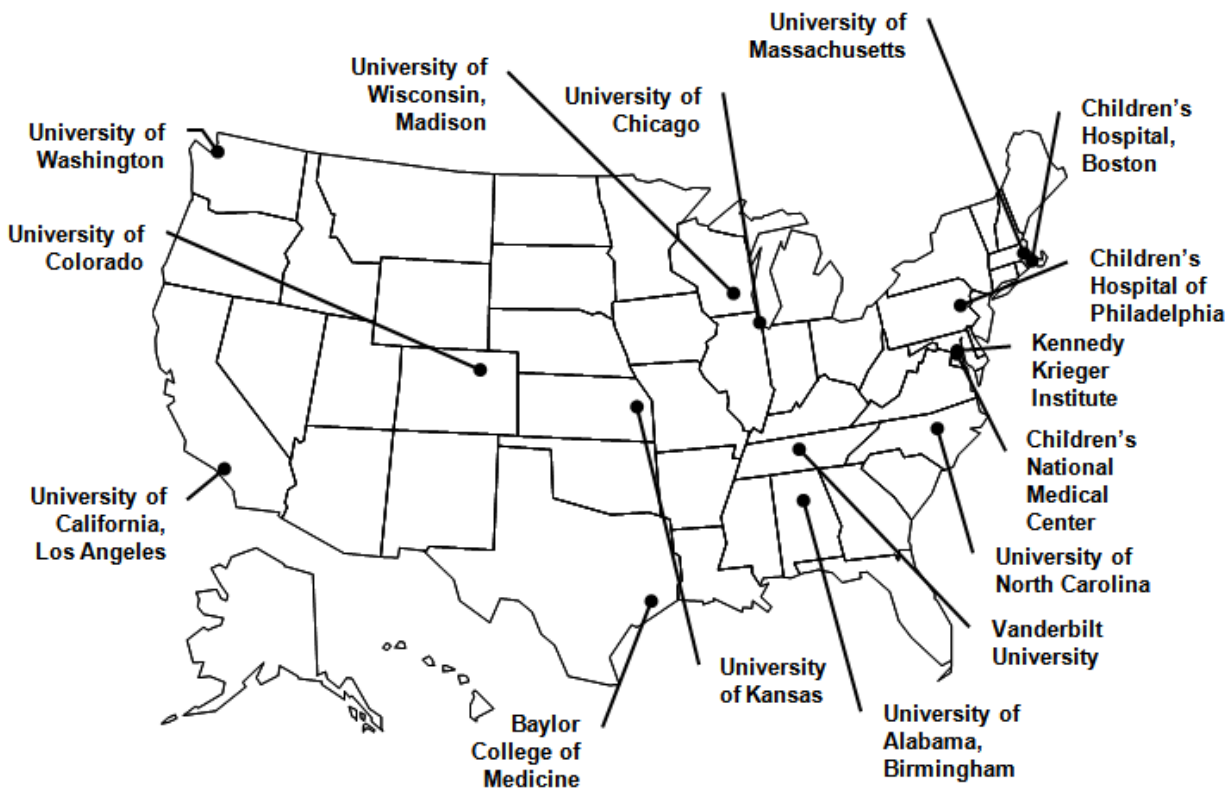 University of
Massachusetts
University of
Wisconsin,
Madison
University of
Chicago
Children's
Hospital,
Boston
University of
Washington
University of
Colorado
Children's
Hospital of
Philadelphia
Kennedy
Krieger
Institute
Children's
National
Medical
Center
University of
California,
Los Angeles
University of
North Carolina
Vanderbilt
University
University
of Kansas
University of
Alabama,
Birmingham
Baylor
College of
Medicine